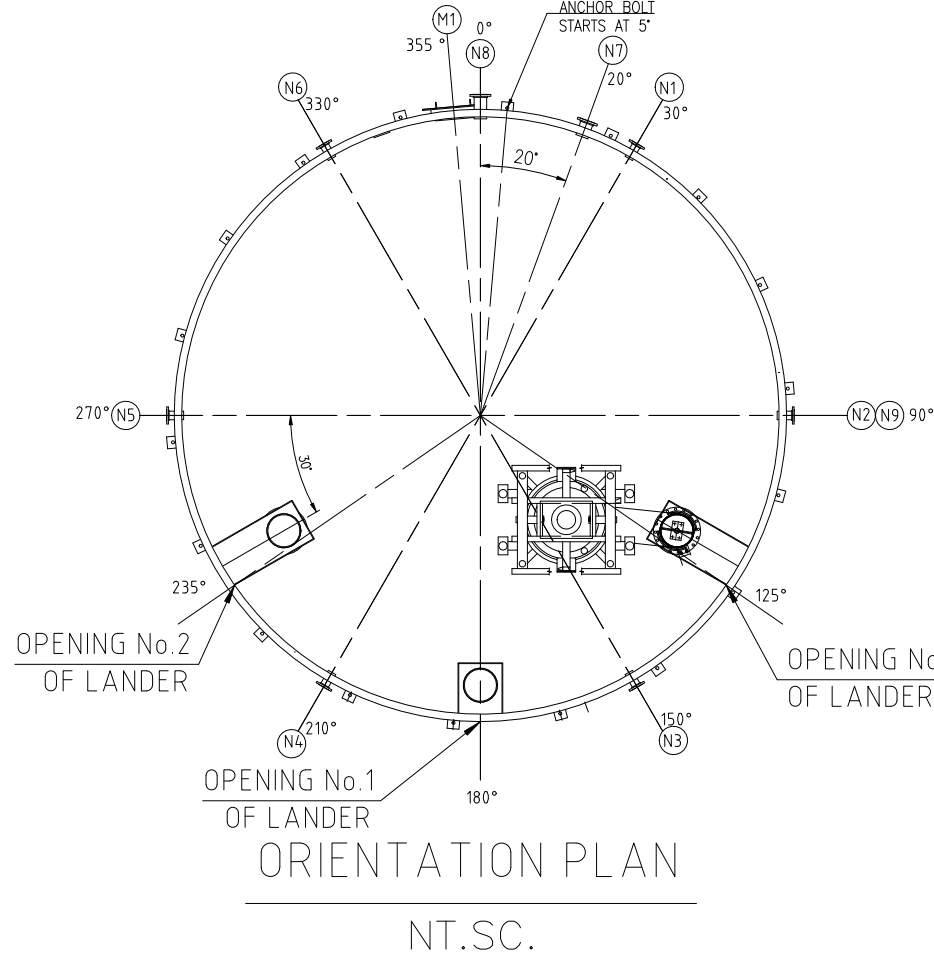 ANCHOR BOLT
STARTS AT 5°
M1
0°
355 °
N8
N7
20°
N6
330°
N1
30°
20°
270°
N5
N2
N9
90°
30°
235°
125°
OPENING No.2
OF LANDER
OPENING No
OF LANDER
N4
210°
150°
N3
OPENING No.1
OF LANDER
180°
ORIENTATION PLAN
NT.SC.